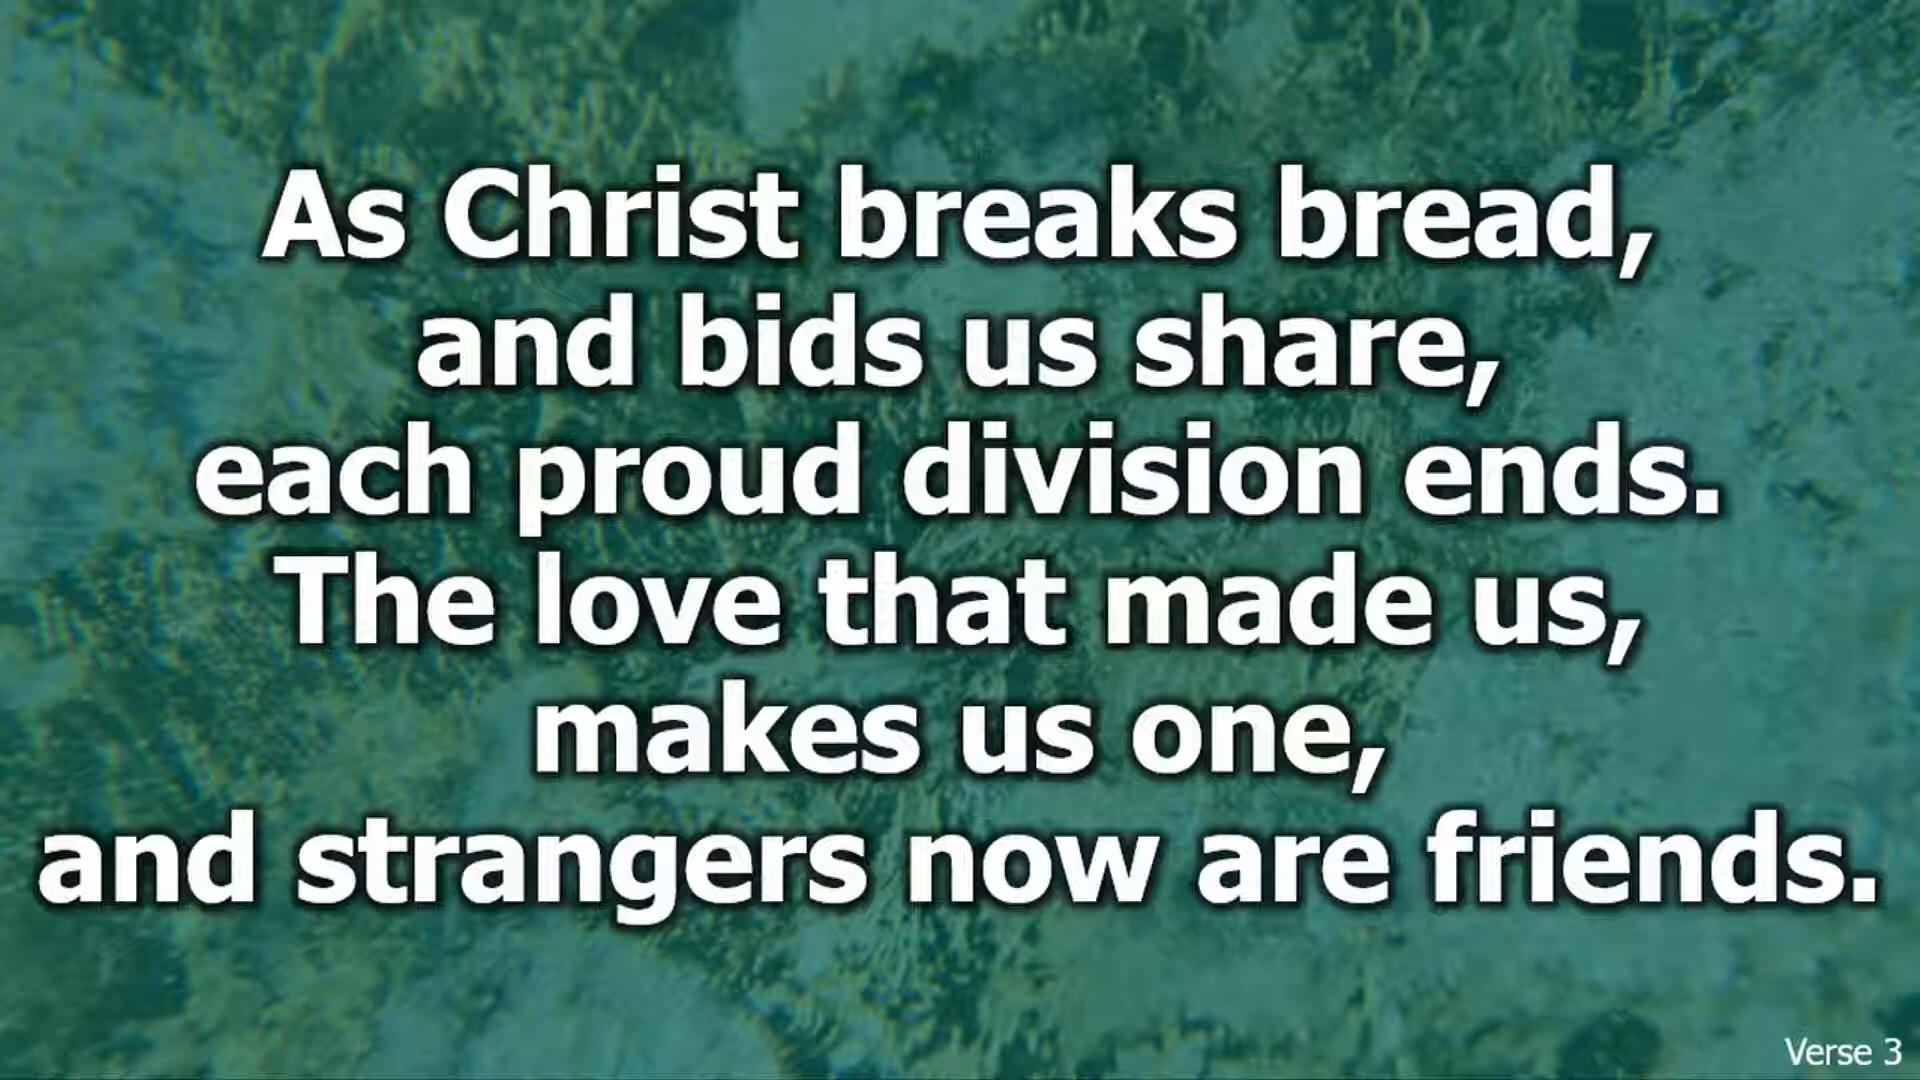 As Christ breaks bread,
and bids us share,
each proud division ends.
The love that made us,
makes us one,
and strangers now are friends.
Verse 3